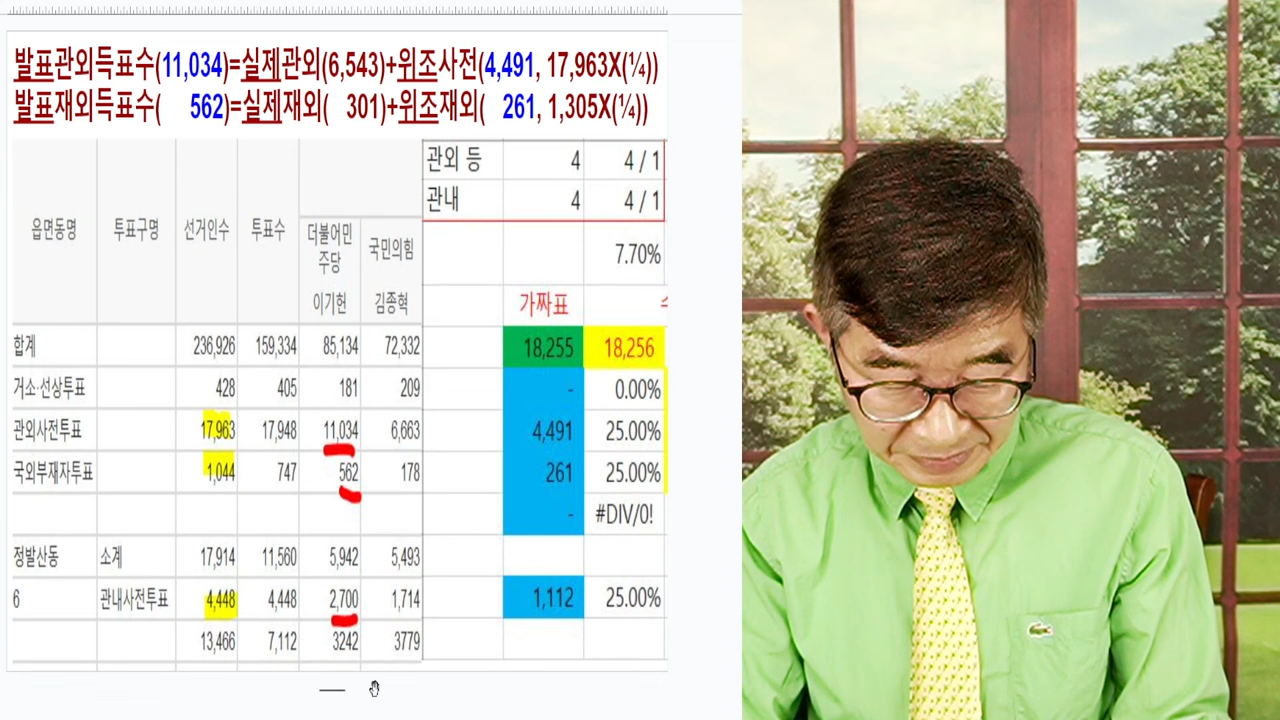 발표관외득표수(11,034)=실제관외(6,543)+위조사전(4,491, 17,963X(¼))
발표재외득표수( 562)=실제재외( 301)+위조재외( 261, 1,305X(¼))
관외 등 4 4 / 1
관내 4 4 / 1
읍면동명 투표구명 선거인수 투표수 더불어민주당 국민의힘 7.70%
이기헌 김종혁 가짜표
합계 236,926 159,334 85,134 72,332 18,255 18,256
거소·선상투표 428 405 181 209 - 0.00%
관외사전투표 17,963 17,948 11,034 6,663 4,491 25.00%
국외부재자투표 1,044 747 562 178 261 25.00%
- #DIV/0!
정발산동 소계 17,914 11,560 5,942 5,493
6 관내사전투표 4,448 4,448 2,700 1,714 1,112 25.00%
13,466 7,112 3242 3779